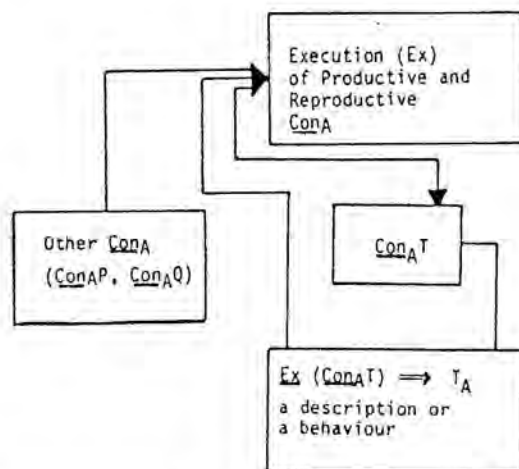 Execution (Ex)
of Productive and
Reproductive
ConA
Other ConA
(ConAP, ConAQ)
ConAT
Ex (ConAT) ⟹ TA
a description or
a behaviour